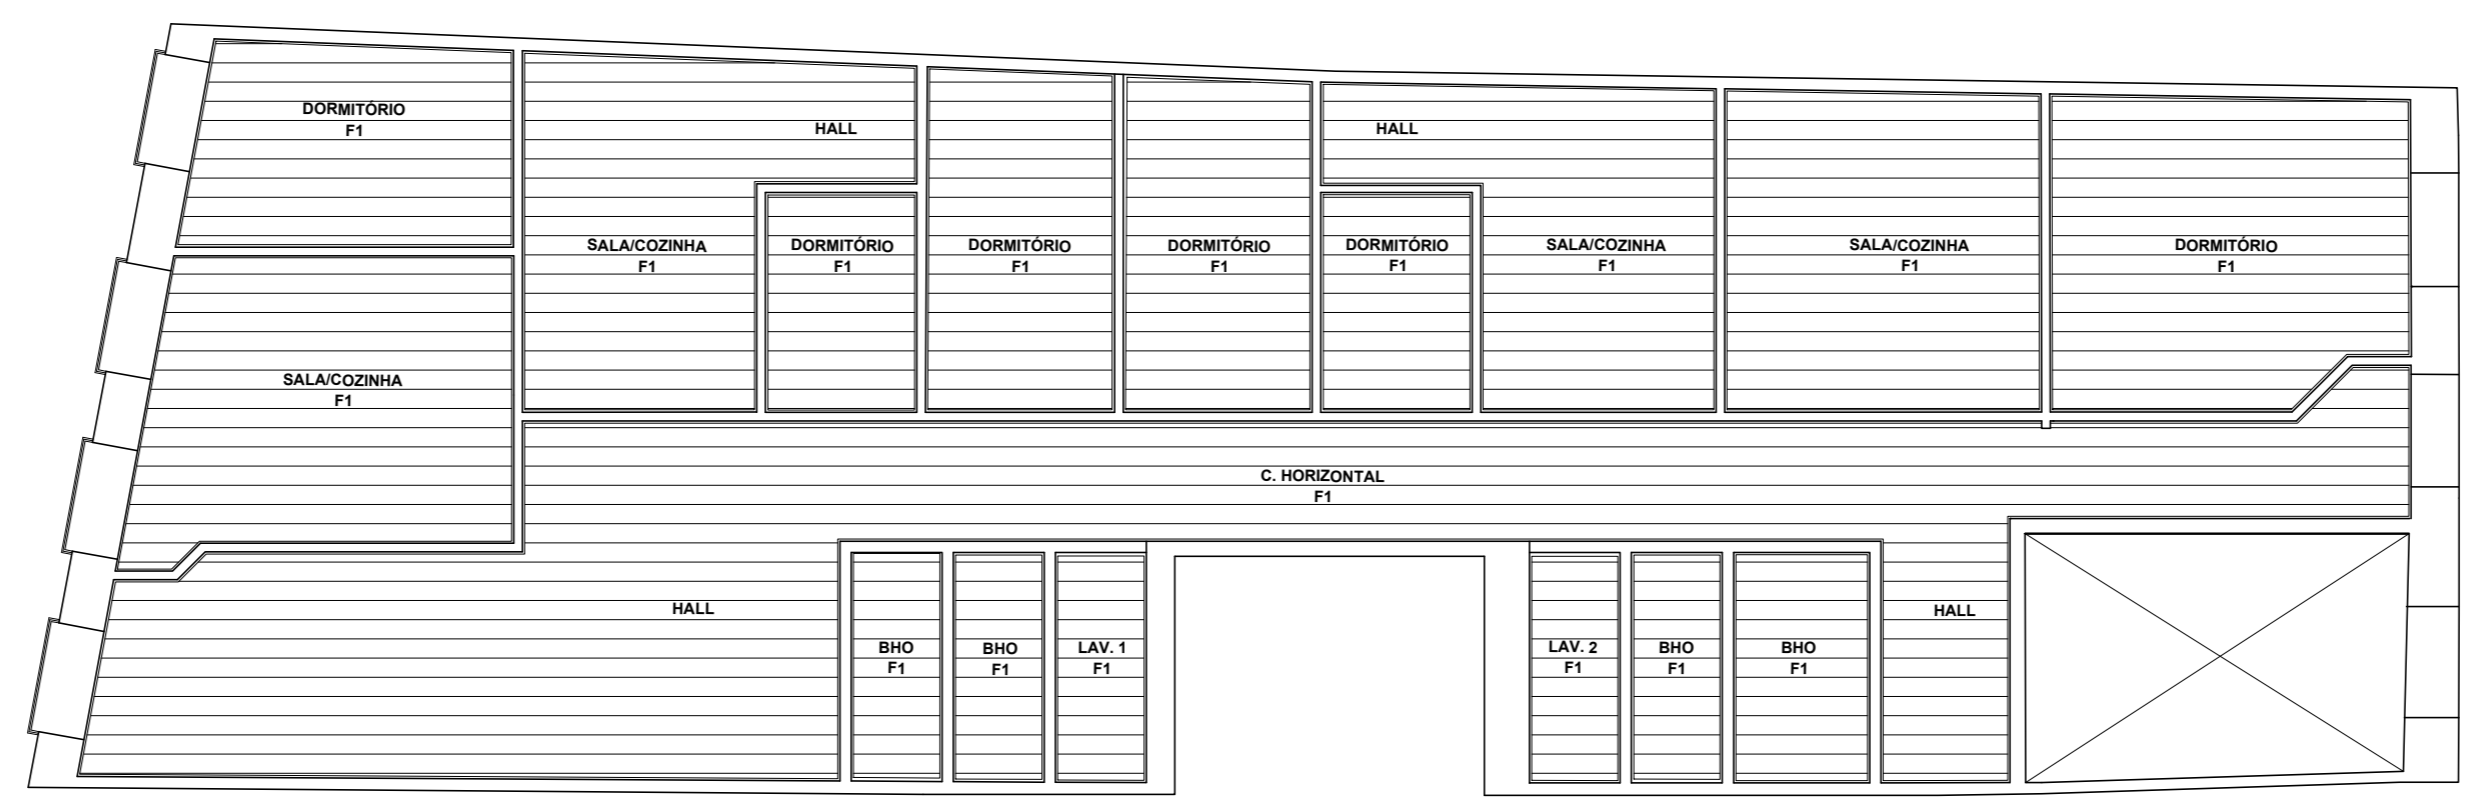 DORMITÓRIO
F1
HALL
HALL
SALA/COZINHA
F1
DORMITÓRIO
F1
DORMITÓRIO
F1
DORMITÓRIO
F1
DORMITÓRIO
F1
SALA/COZINHA
F1
SALA/COZINHA
F1
DORMITÓRIO
F1
SALA/COZINHA
F1
C. HORIZONTAL
F1
HALL
HALL
BHO
F1
BHO
F1
LAV. 1
F1
LAV. 2
F1
BHO
F1
BHO
F1